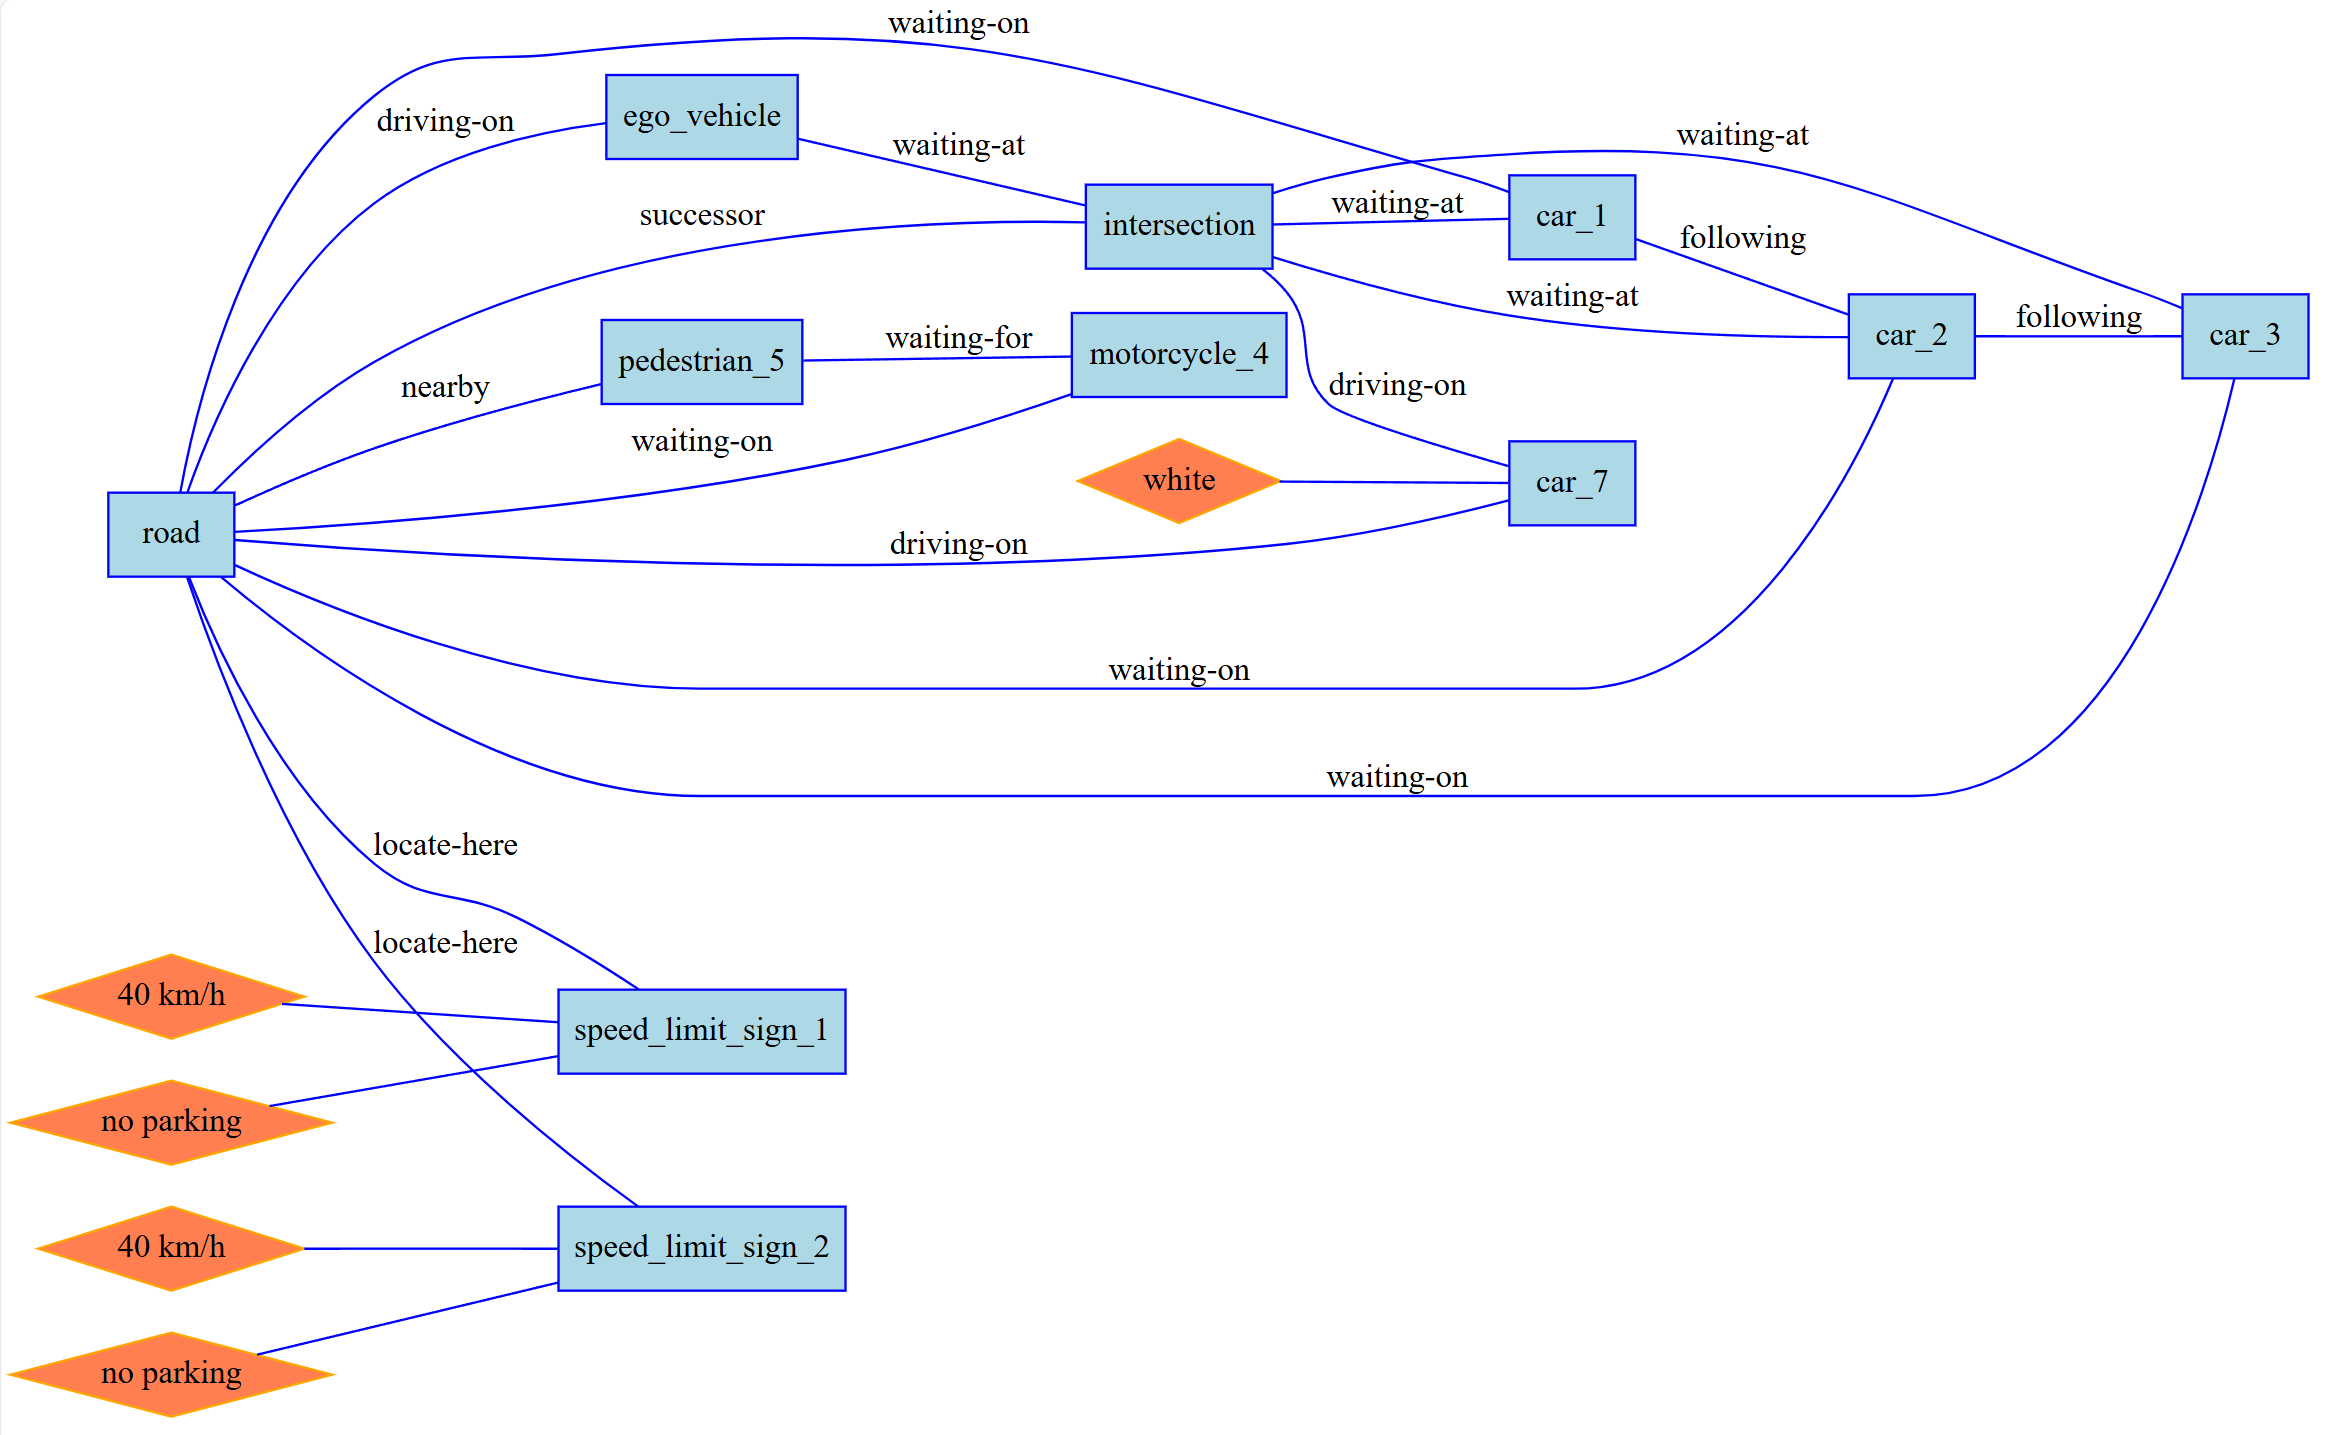 waiting-on
ego_vehicle
driving-on
waiting-at
waiting-at
successor
intersection
waiting-at
car_1
following
waiting-at
car_2
following
car_3
pedestrian_5
waiting-for
motorcycle_4
nearby
driving-on
waiting-on
white
car_7
road
driving-on
waiting-on
waiting-on
locate-here
locate-here
40 km/h
speed_limit_sign_1
no parking
40 km/h
speed_limit_sign_2
no parking